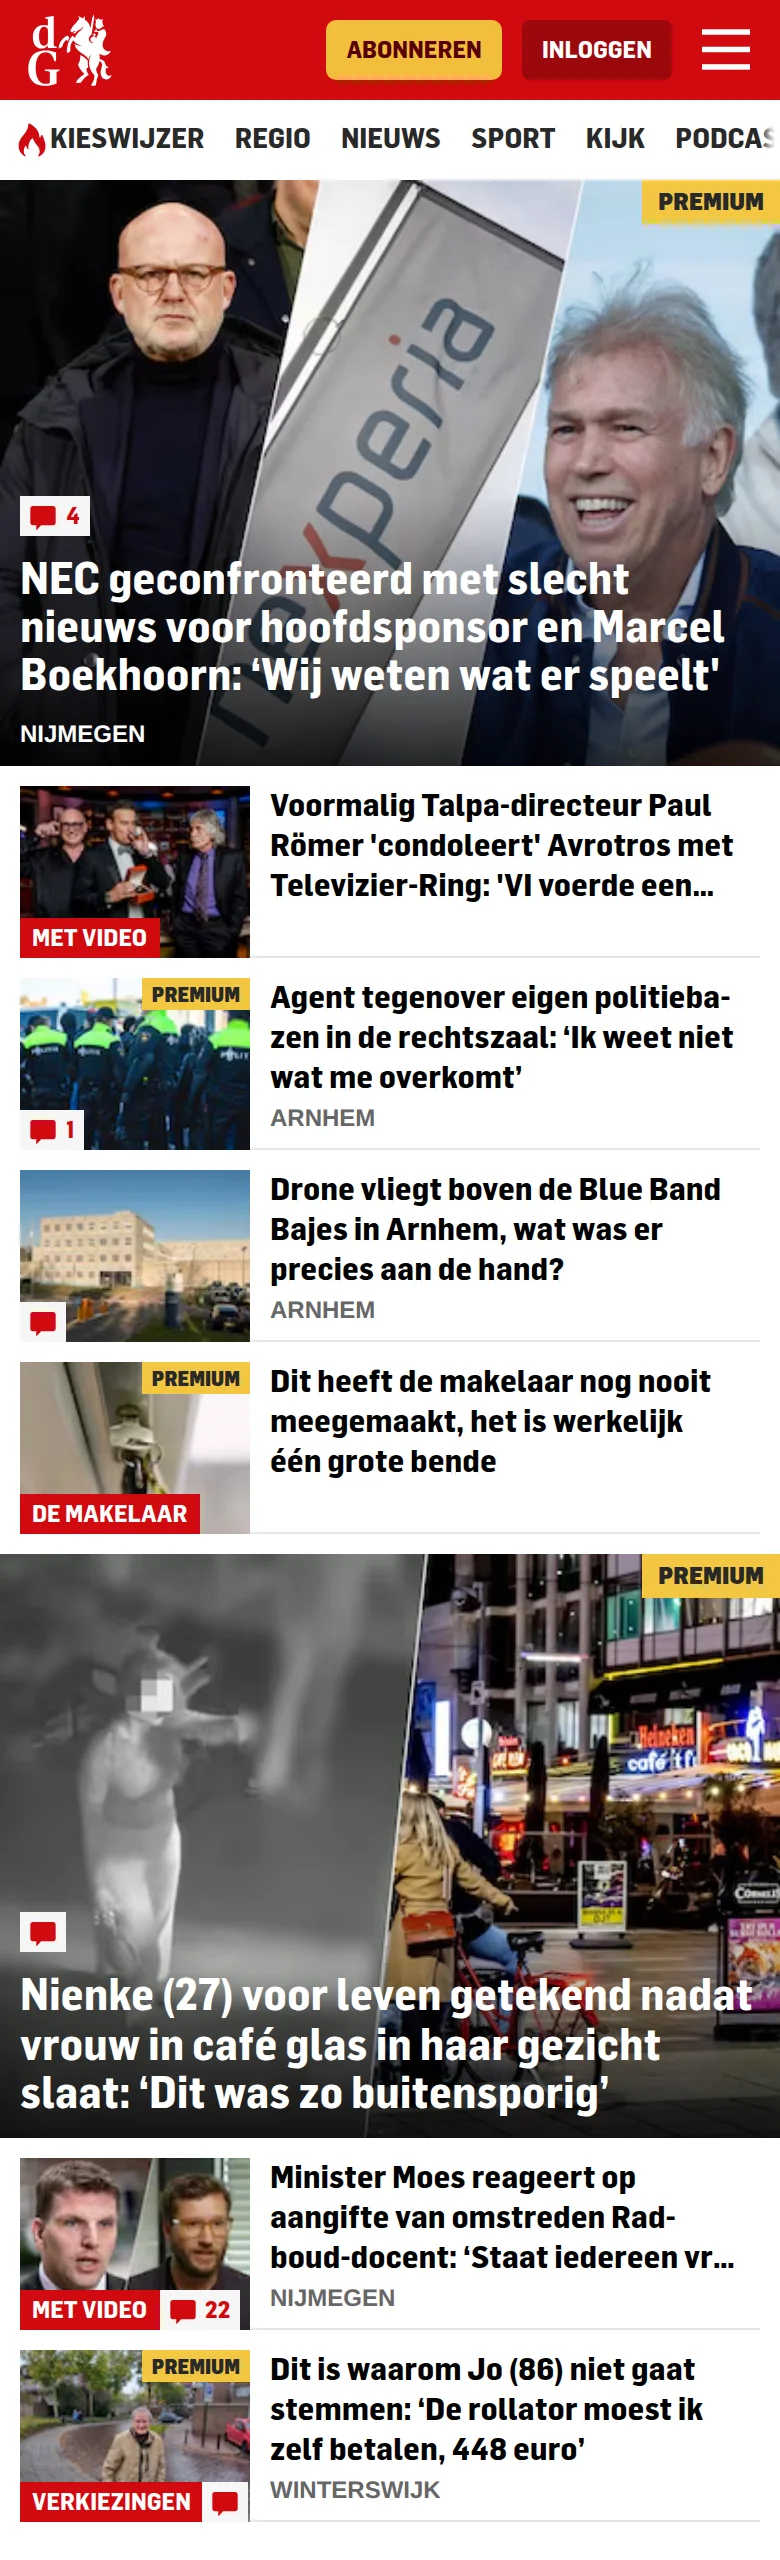 dG
ABONNEREN
INLOGGEN
KIESWIJZER REGIO NIEUWS SPORT KIJK PODCAS
PREMIUM
nexperia
4
NEC geconfronteerd met slecht
nieuws voor hoofdsponsor en Marcel
Boekhoorn: ‘Wij weten wat er speelt'
NIJMEGEN
MET VIDEO
Voormalig Talpa-directeur Paul
Römer 'condoleert' Avrotros met
Televizier-Ring: 'VI voerde een...
PREMIUM
1
Agent tegenover eigen politieba-
zen in de rechtszaal: ‘Ik weet niet
wat me overkomt’
ARNHEM
Drone vliegt boven de Blue Band
Bajes in Arnhem, wat was er
precies aan de hand?
ARNHEM
PREMIUM
DE MAKELAAR
Dit heeft de makelaar nog nooit
meegemaakt, het is werkelijk
één grote bende
PREMIUM
Heineken
café
Nienke (27) voor leven getekend nadat
vrouw in café glas in haar gezicht
slaat: ‘Dit was zo buitensporig’
MET VIDEO
22
Minister Moes reageert op
aangifte van omstreden Rad-
boud-docent: ‘Staat iedereen vr...
NIJMEGEN
PREMIUM
VERKIEZINGEN
Dit is waarom Jo (86) niet gaat
stemmen: ‘De rollator moest ik
zelf betalen, 448 euro’
WINTERSWIJK